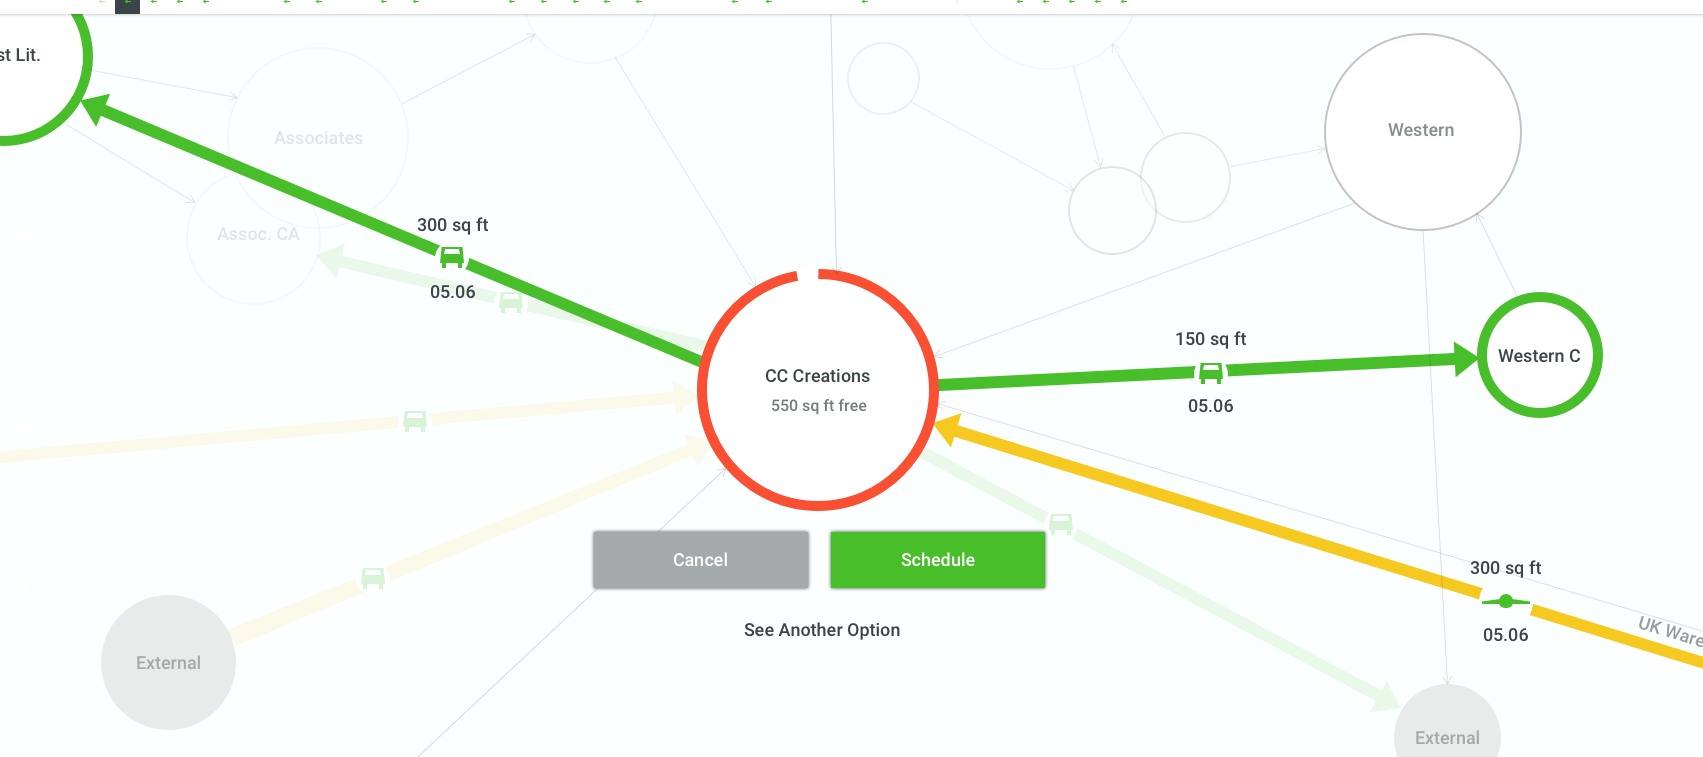 st Lit.
Associates
Western
300 sq ft
Assoc. CA
05.06
150 sq ft
Western C
CC Creations
550 sq ft free
05.06
Cancel
Schedule
300 sq ft
See Another Option
05.06
UK Ware
External
External